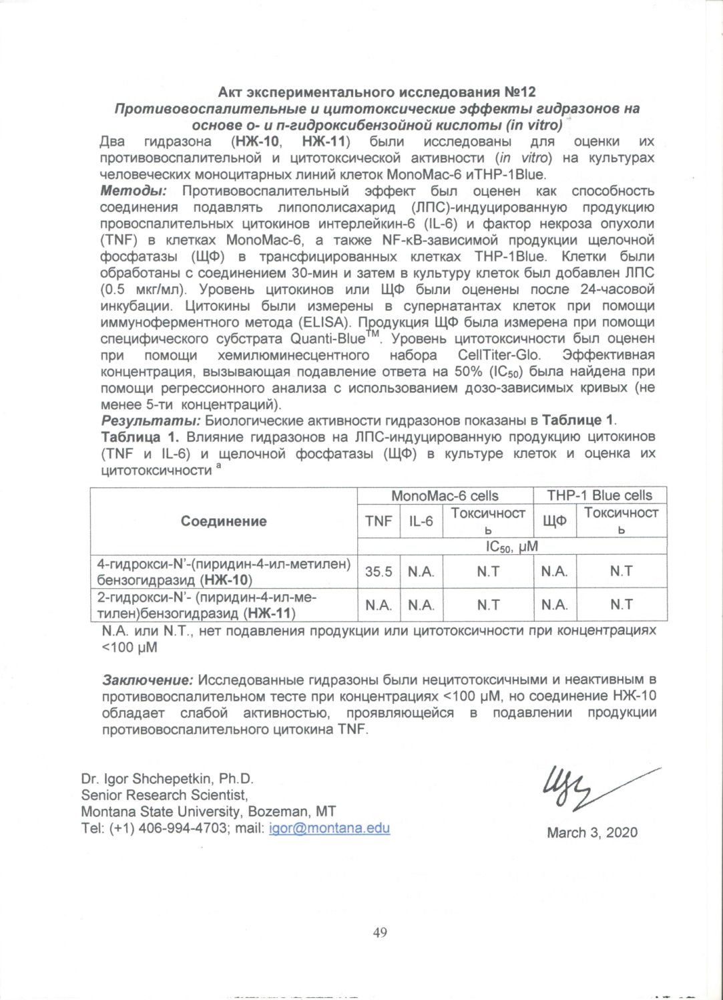 Акт экспериментального исследования №12
Противовоспалительные и цитотоксические эффекты гидразонов на
основе о- и п-гидроксибензойной кислоты (in vitro)
Два гидразона (НЖ-10, НЖ-11) были исследованы для оценки их
противовоспалительной и цитотоксической активности (in vitro) на культурах
человеческих моноцитарных линий клеток MonoMac-6 иTHP-1Blue.
Методы: Противовоспалительный эффект был оценен как способность
соединения подавлять липополисахарид (ЛПС)-индуцированную продукцию
провоспалительных цитокинов интерлейкин-6 (IL-6) и фактор некроза опухоли
(TNF) в клетках MonoMac-6, а также NF-κB-зависимой продукции щелочной
фосфатазы (ЩФ) в трансфицированных клетках THP-1Blue. Клетки были
обработаны с соединением 30-мин и затем в культуру клеток был добавлен ЛПС
(0.5 мкг/мл). Уровень цитокинов или ЩФ были оценены после 24-часовой
инкубации. Цитокины были измерены в супернатантах клеток при помощи
иммуноферментного метода (ELISA). Продукция ЩФ была измерена при помощи
специфического субстрата Quanti-Blue™. Уровень цитотоксичности был оценен
при помощи хемилюминесцентного набора CellTiter-Glo. Эффективная
концентрация, вызывающая подавление ответа на 50% (IC50) была найдена при
помощи регрессионного анализа с использованием дозо-зависимых кривых (не
менее 5-ти концентраций).
Результаты: Биологические активности гидразонов показаны в Таблице 1.
Таблица 1. Влияние гидразонов на ЛПС-индуцированную продукцию цитокинов
(TNF и IL-6) и щелочной фосфатазы (ЩФ) в культуре клеток и оценка их
цитотоксичности a
Соединение
MonoMac-6 cells THP-1 Blue cells
TNF IL-6 Токсичност
ь ЩФ Токсичност
ь
IC50, μM
4-гидрокси-N'-(пиридин-4-ил-метилен)
бензогидразид (НЖ-10) 35.5 N.A. N.T N.A. N.T
2-гидрокси-N'- (пиридин-4-ил-ме-
тилен)бензогидразид (НЖ-11) N.A. N.A. N.T N.A. N.T
N.A. или N.T., нет подавления продукции или цитотоксичности при концентрациях
<100 μM
Заключение: Исследованные гидразоны были нецитотоксичными и неактивным в
противовоспалительном тесте при концентрациях <100 μM, но соединение НЖ-10
обладает слабой активностью, проявляющейся в подавлении продукции
противовоспалительного цитокина TNF.
Dr. Igor Shchepetkin, Ph.D.
Senior Research Scientist,
Montana State University, Bozeman, MT
Tel: (+1) 406-994-4703; mail: igor@montana.edu
March 3, 2020
49